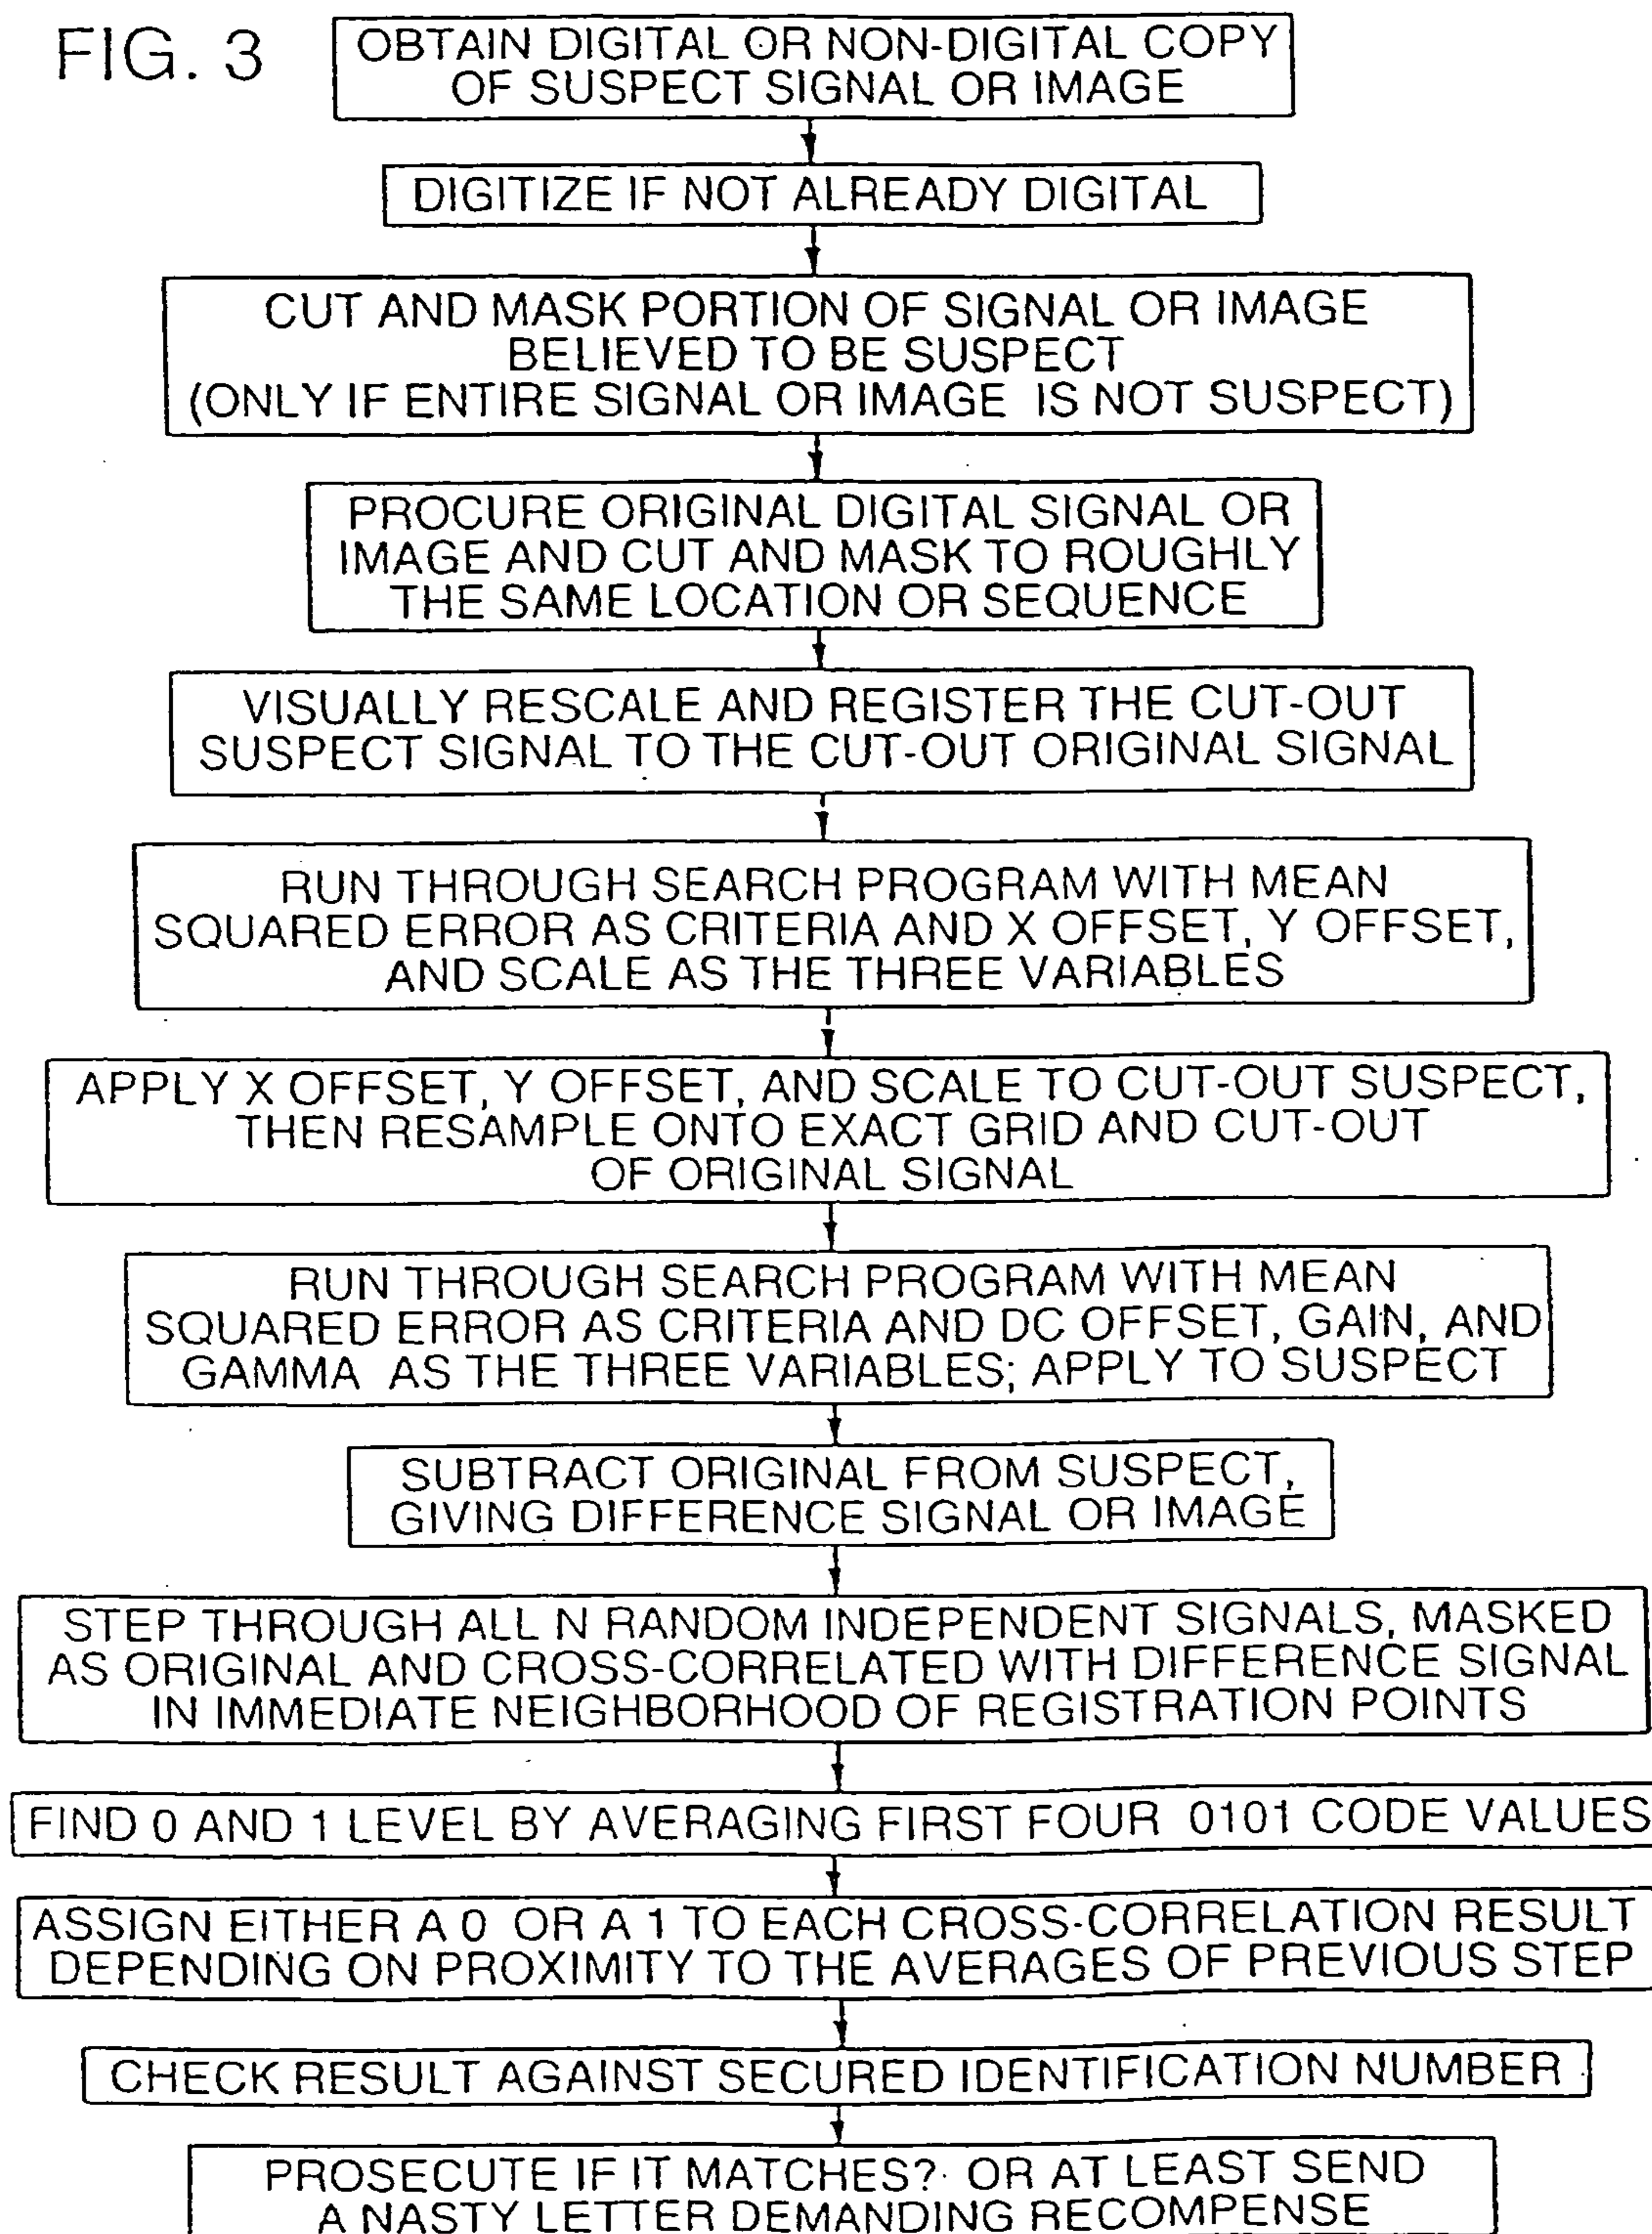 FIG. 3
OBTAIN DIGITAL OR NON-DIGITAL COPY
OF SUSPECT SIGNAL OR IMAGE
DIGITIZE IF NOT ALREADY DIGITAL
CUT AND MASK PORTION OF SIGNAL OR IMAGE
BELIEVED TO BE SUSPECT
(ONLY IF ENTIRE SIGNAL OR IMAGE IS NOT SUSPECT)
PROCURE ORIGINAL DIGITAL SIGNAL OR
IMAGE AND CUT AND MASK TO ROUGHLY
THE SAME LOCATION OR SEQUENCE
VISUALLY RESCALE AND REGISTER THE CUT-OUT
SUSPECT SIGNAL TO THE CUT-OUT ORIGINAL SIGNAL
RUN THROUGH SEARCH PROGRAM WITH MEAN
SQUARED ERROR AS CRITERIA AND X OFFSET, Y OFFSET,
AND SCALE AS THE THREE VARIABLES
APPLY X OFFSET, Y OFFSET, AND SCALE TO CUT-OUT SUSPECT,
THEN RESAMPLE ONTO EXACT GRID AND CUT-OUT
OF ORIGINAL SIGNAL
RUN THROUGH SEARCH PROGRAM WITH MEAN
SQUARED ERROR AS CRITERIA AND DC OFFSET, GAIN, AND
GAMMA AS THE THREE VARIABLES; APPLY TO SUSPECT
SUBTRACT ORIGINAL FROM SUSPECT,
GIVING DIFFERENCE SIGNAL OR IMAGE
STEP THROUGH ALL N RANDOM INDEPENDENT SIGNALS, MASKED
AS ORIGINAL AND CROSS-CORRELATED WITH DIFFERENCE SIGNAL
IN IMMEDIATE NEIGHBORHOOD OF REGISTRATION POINTS
FIND 0 AND 1 LEVEL BY AVERAGING FIRST FOUR 0101 CODE VALUES
ASSIGN EITHER A 0 OR A 1 TO EACH CROSS-CORRELATION RESULT
DEPENDING ON PROXIMITY TO THE AVERAGES OF PREVIOUS STEP
CHECK RESULT AGAINST SECURED IDENTIFICATION NUMBER
PROSECUTE IF IT MATCHES? OR AT LEAST SEND
A NASTY LETTER DEMANDING RECOMPENSE